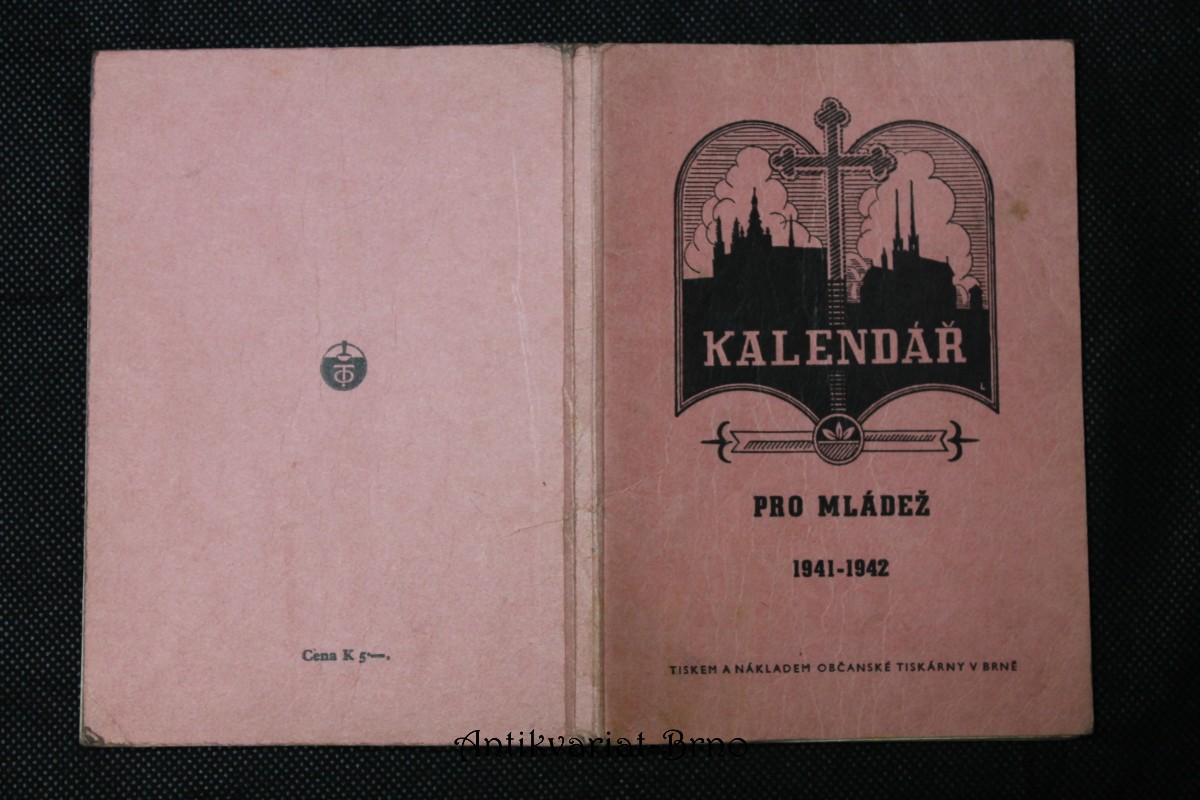 Cena K 5·—.
KALENDÁŘ
L
PRO MLÁDEŽ
1941-1942
TISKEM A NÁKLADEM OBČANSKÉ TISKÁRNY V BRNĚ
Antikvariat-Brno